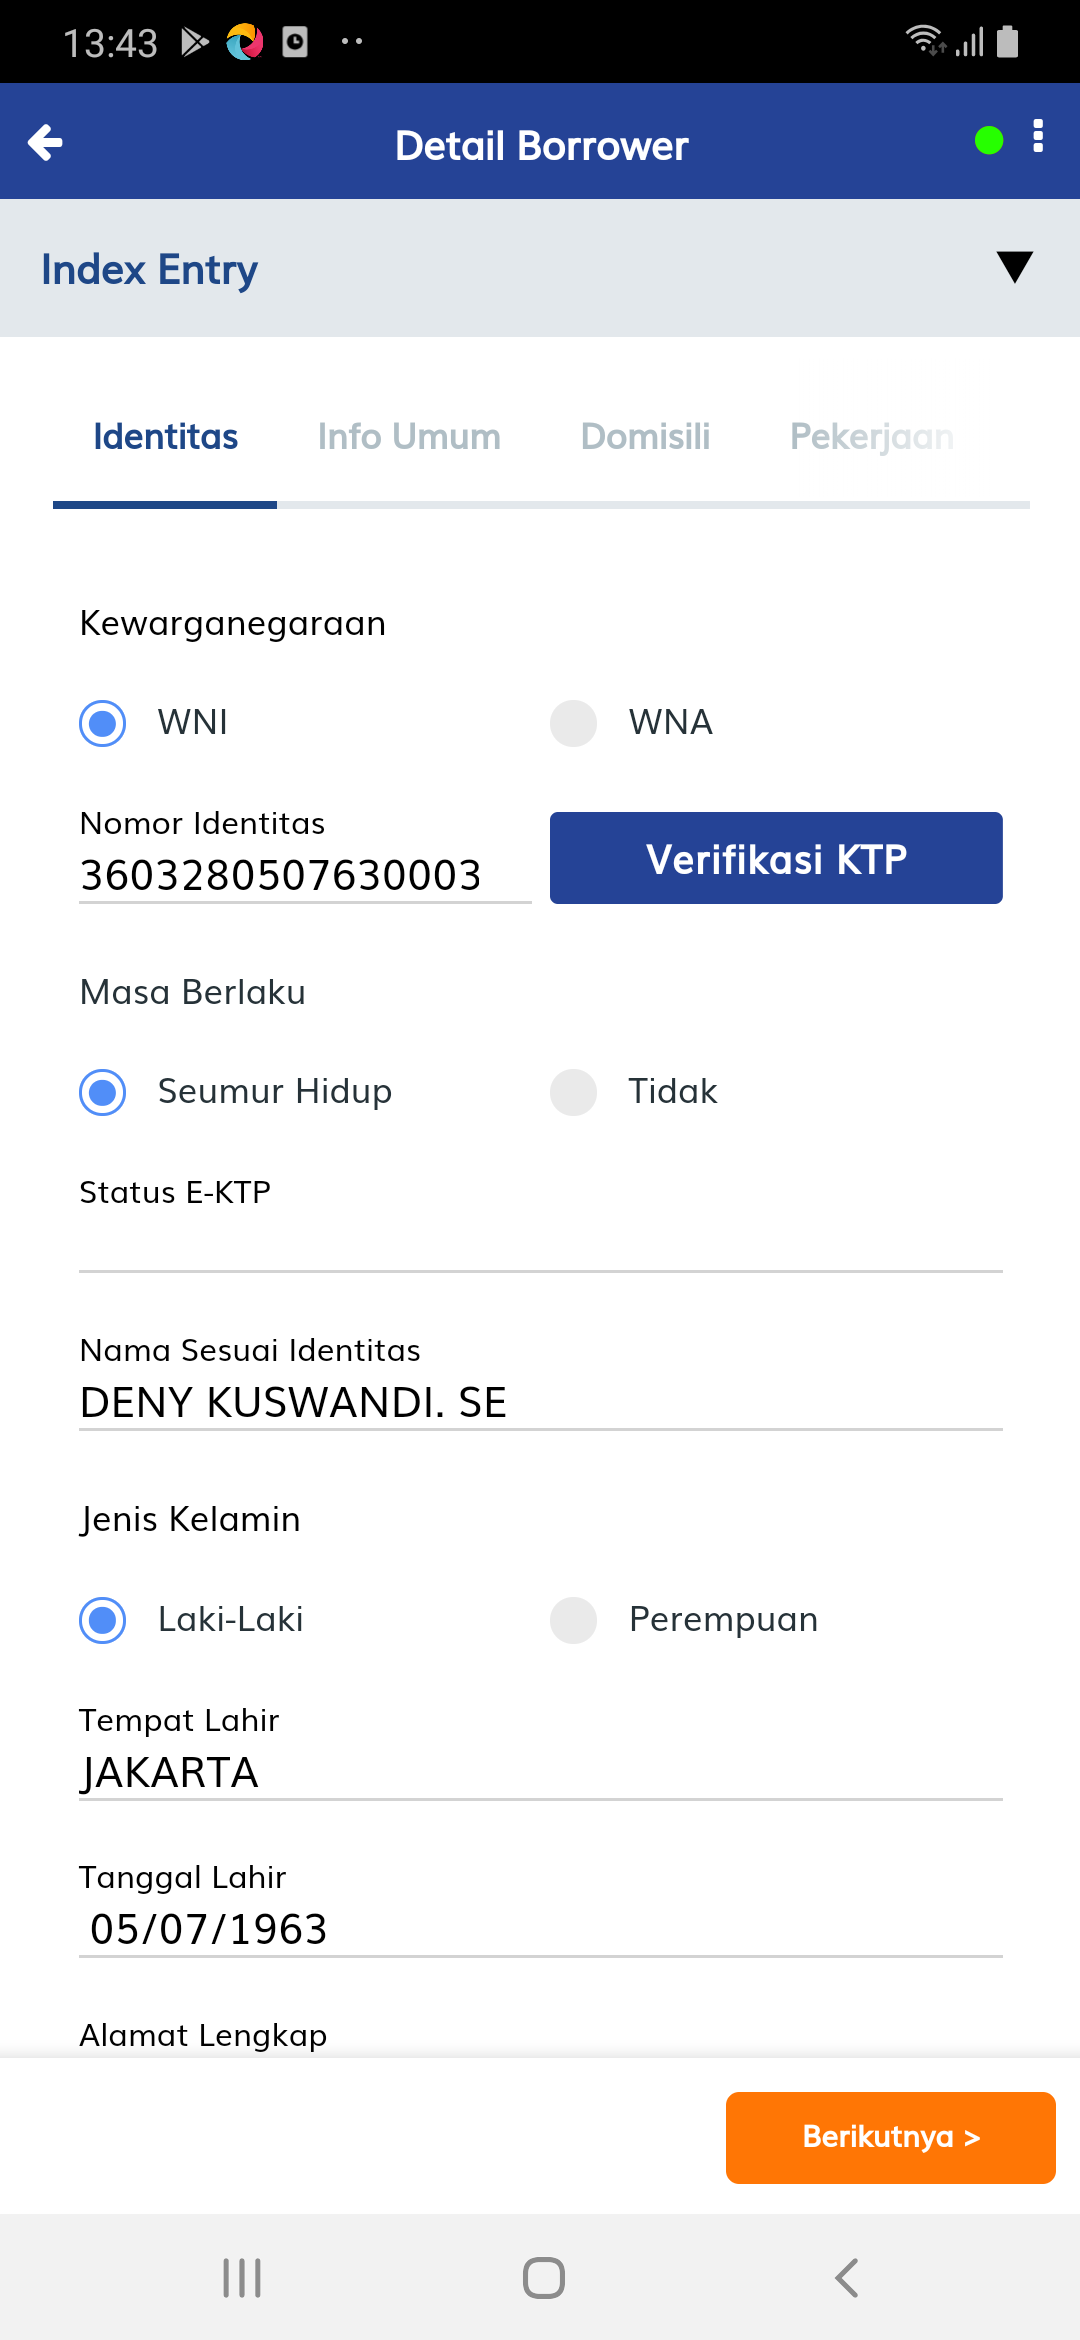 13:43
Detail Borrower
Index Entry
Identitas Info Umum Domisili Pekerjaan
Kewarganegaraan
WNI WNA
Nomor Identitas
3603280507630003
Verifikasi KTP
Masa Berlaku
Seumur Hidup Tidak
Status E-KTP
Nama Sesuai Identitas
DENY KUSWANDI. SE
Jenis Kelamin
Laki-Laki Perempuan
Tempat Lahir
JAKARTA
Tanggal Lahir
05/07/1963
Alamat Lengkap
Berikutnya >